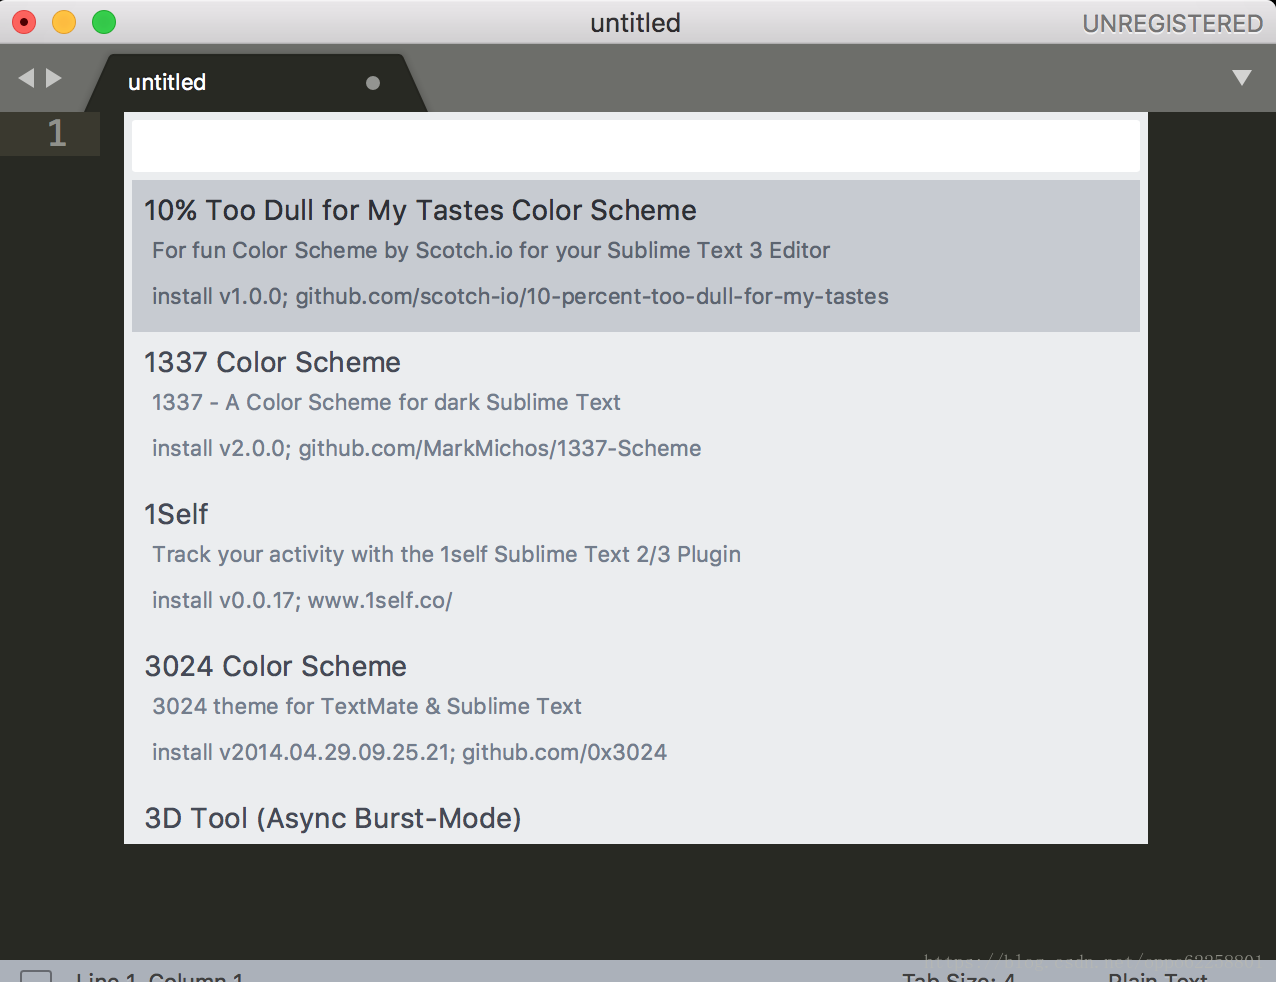 untitled
UNREGISTERED
untitled
1
10% Too Dull for My Tastes Color Scheme
For fun Color Scheme by Scotch.io for your Sublime Text 3 Editor
install v1.0.0; github.com/scotch-io/10-percent-too-dull-for-my-tastes
1337 Color Scheme
1337 - A Color Scheme for dark Sublime Text
install v2.0.0; github.com/MarkMichos/1337-Scheme
1Self
Track your activity with the 1self Sublime Text 2/3 Plugin
install v0.0.17; www.1self.co/
3024 Color Scheme
3024 theme for TextMate & Sublime Text
install v2014.04.29.09.25.21; github.com/0x3024
3D Tool (Async Burst-Mode)
Line 1, Column 1
Tab Size: 4
Plain Text